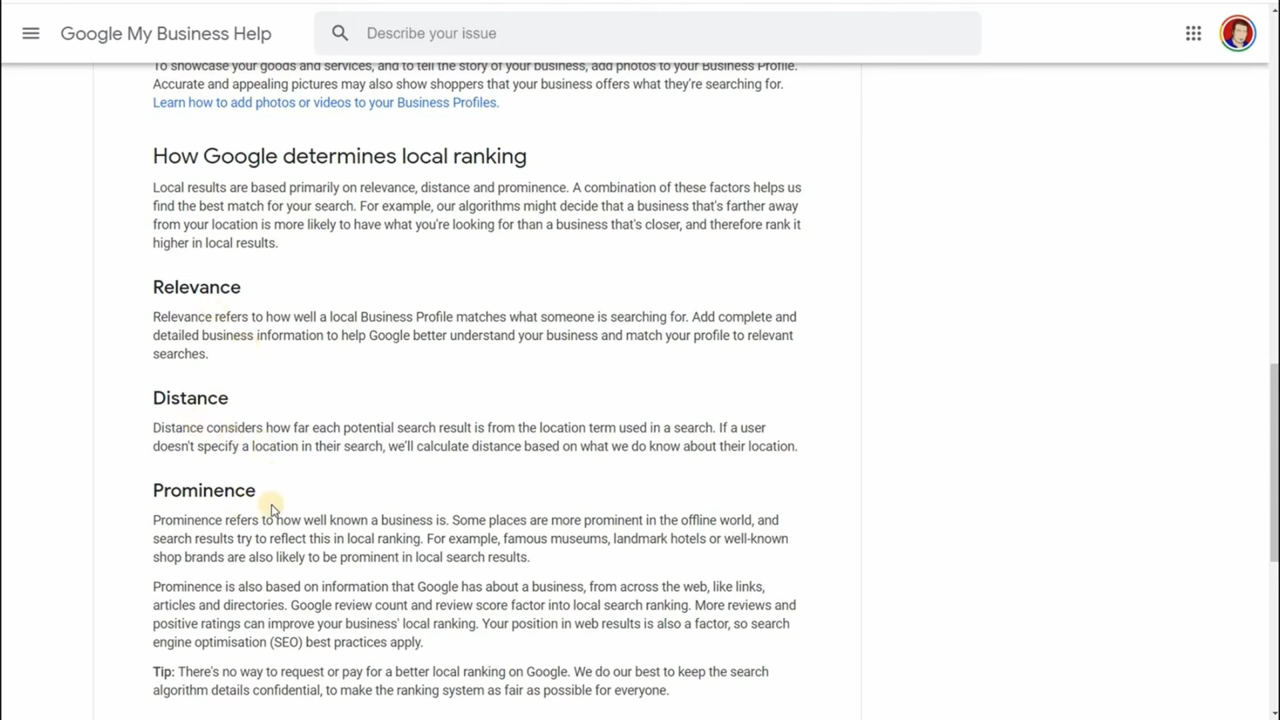 Google My Business Help
Describe your issue
To showcase your goods and services, and to tell the story of your business, add photos to your Business Profile.
Accurate and appealing pictures may also show shoppers that your business offers what they're searching for.
Learn how to add photos or videos to your Business Profiles.
How Google determines local ranking
Local results are based primarily on relevance, distance and prominence. A combination of these factors helps us
find the best match for your search. For example, our algorithms might decide that a business that's farther away
from your location is more likely to have what you're looking for than a business that's closer, and therefore rank it
higher in local results.
Relevance
Relevance refers to how well a local Business Profile matches what someone is searching for. Add complete and
detailed business information to help Google better understand your business and match your profile to relevant
searches.
Distance
Distance considers how far each potential search result is from the location term used in a search. If a user
doesn't specify a location in their search, we'll calculate distance based on what we do know about their location.
Prominence
Prominence refers to how well known a business is. Some places are more prominent in the offline world, and
search results try to reflect this in local ranking. For example, famous museums, landmark hotels or well-known
shop brands are also likely to be prominent in local search results.
Prominence is also based on information that Google has about a business, from across the web, like links,
articles and directories. Google review count and review score factor into local search ranking. More reviews and
positive ratings can improve your business' local ranking. Your position in web results is also a factor, so search
engine optimisation (SEO) best practices apply.
Tip: There's no way to request or pay for a better local ranking on Google. We do our best to keep the search
algorithm details confidential, to make the ranking system as fair as possible for everyone.